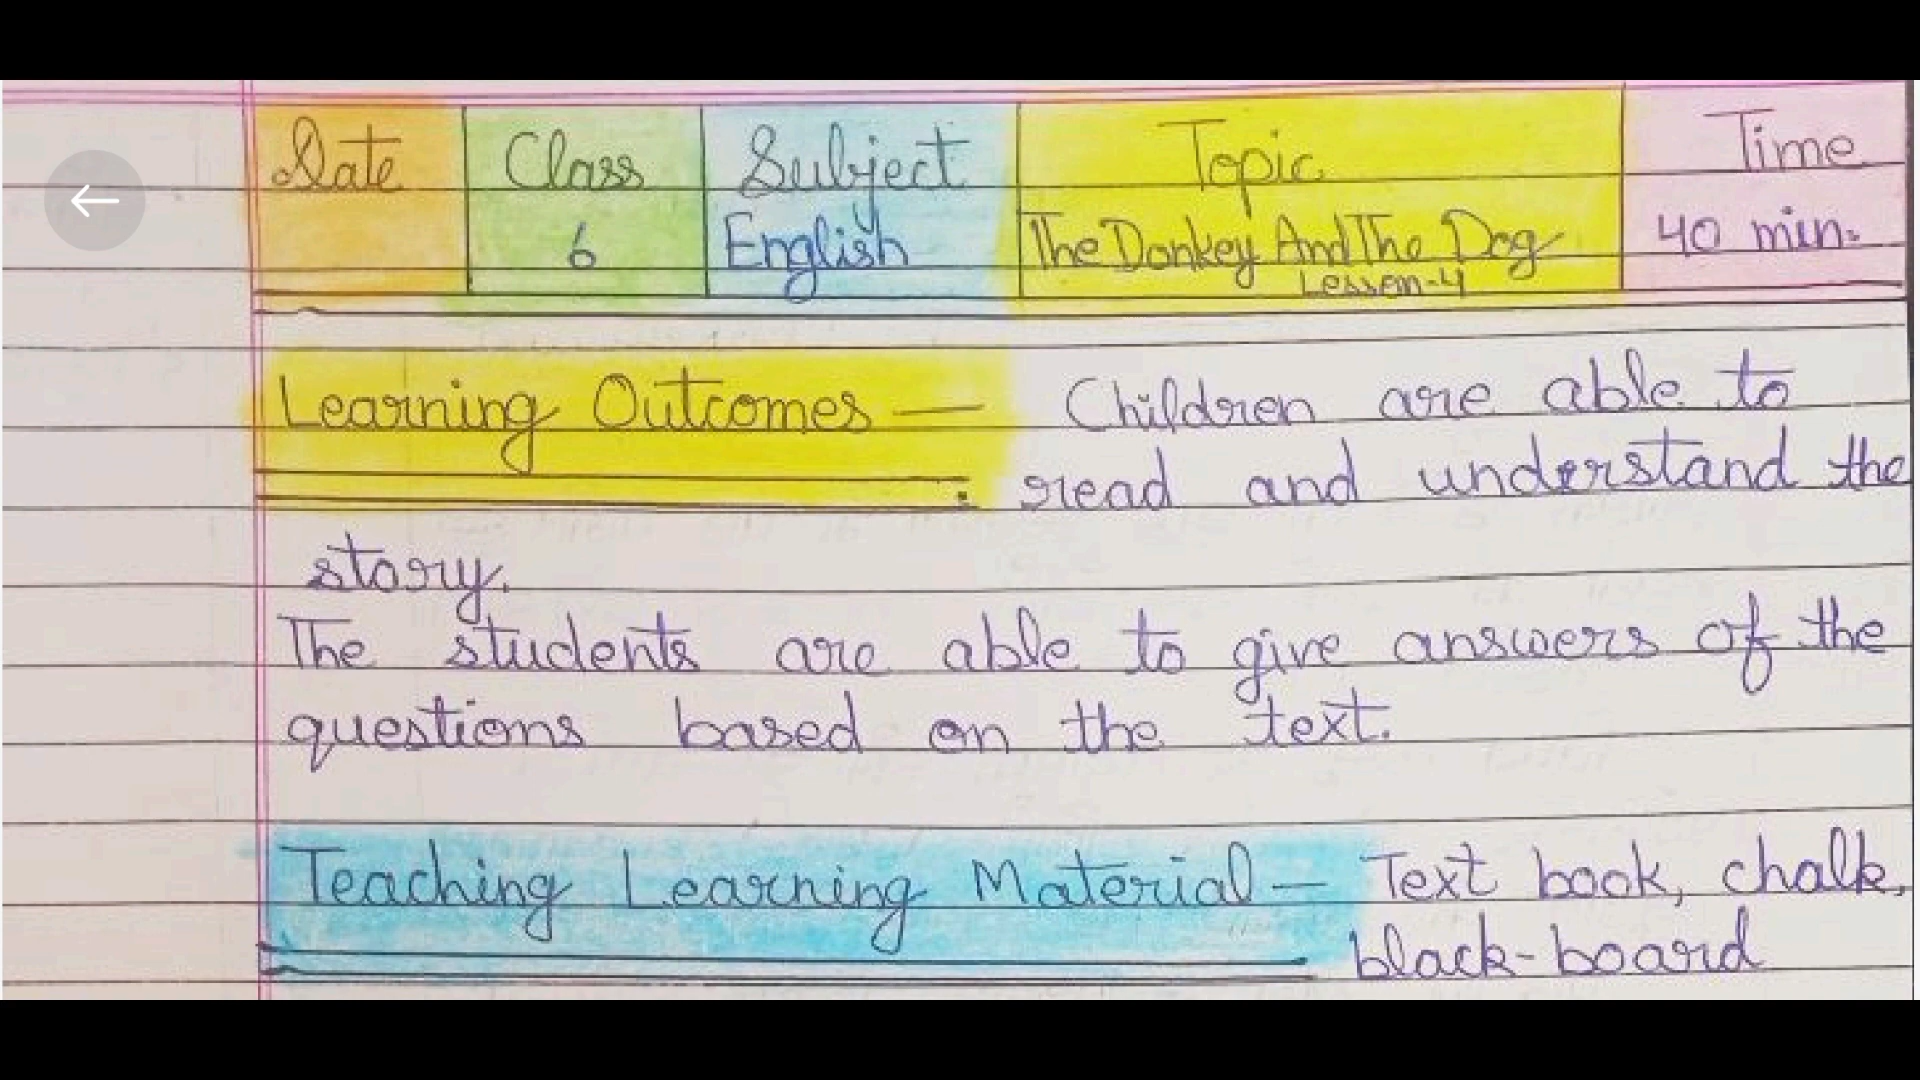 Date Class Subject Topic Time
6 English The Donkey And The Dog 40 min.
Lesson-4
Learning Outcomes — Children are able to
read and understand the
story.
The students are able to give answers of the
questions based on the text.
Teaching Learning Material — Text book, chalk,
black-board